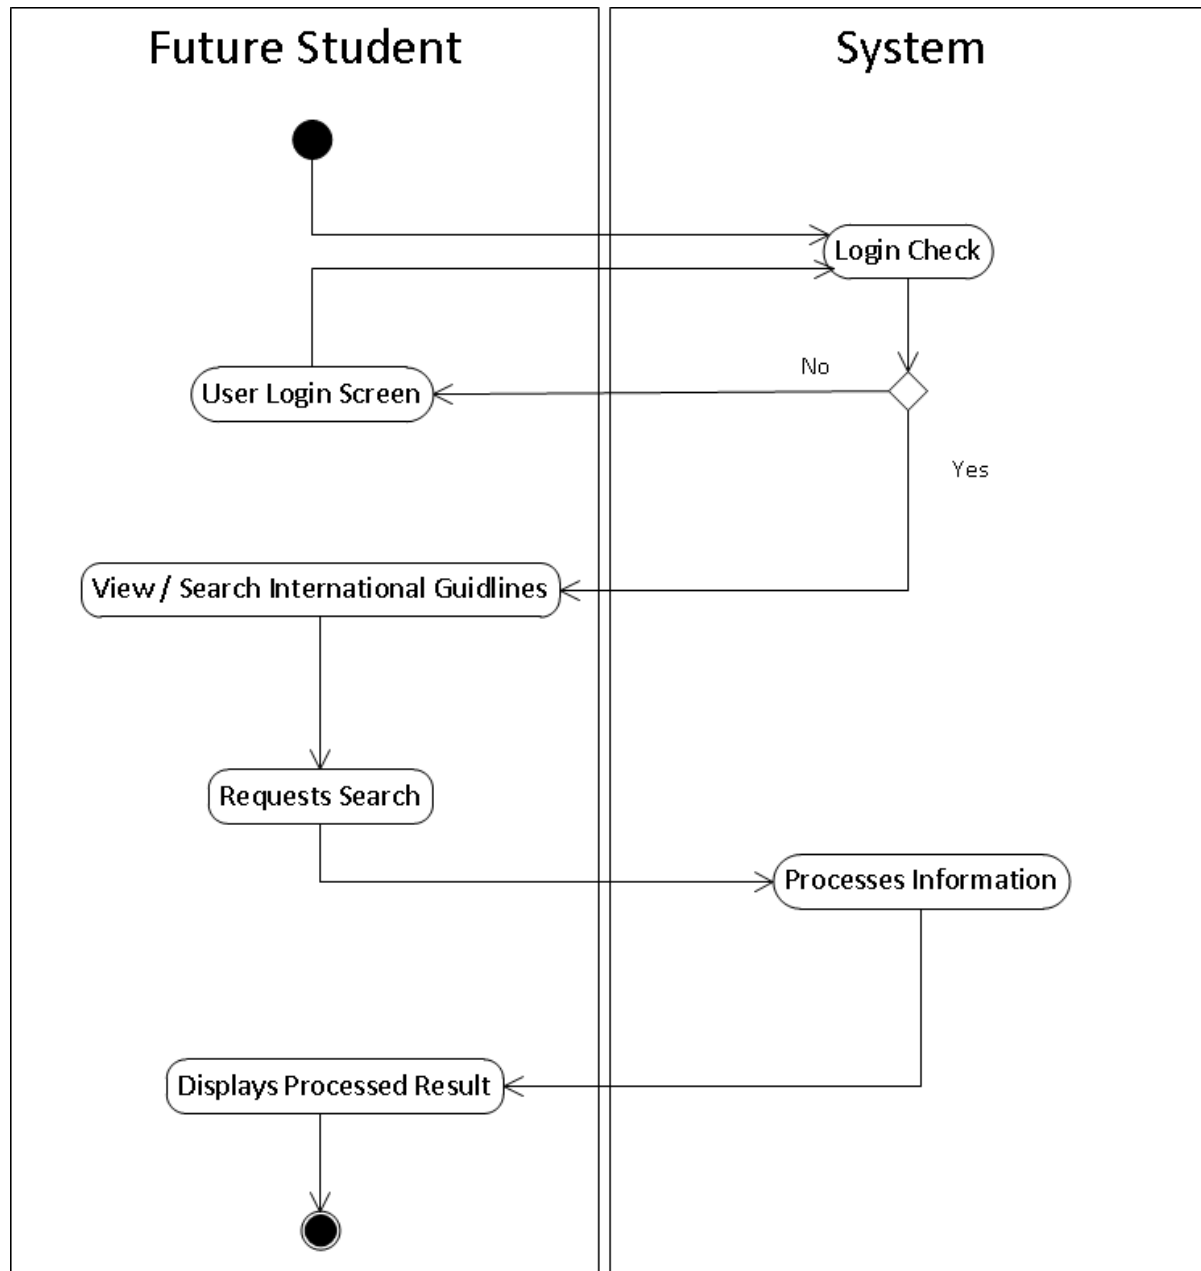 Future Student
System
Login Check
No
User Login Screen
Yes
View / Search International Guidlines
Requests Search
Processes Information
Displays Processed Result